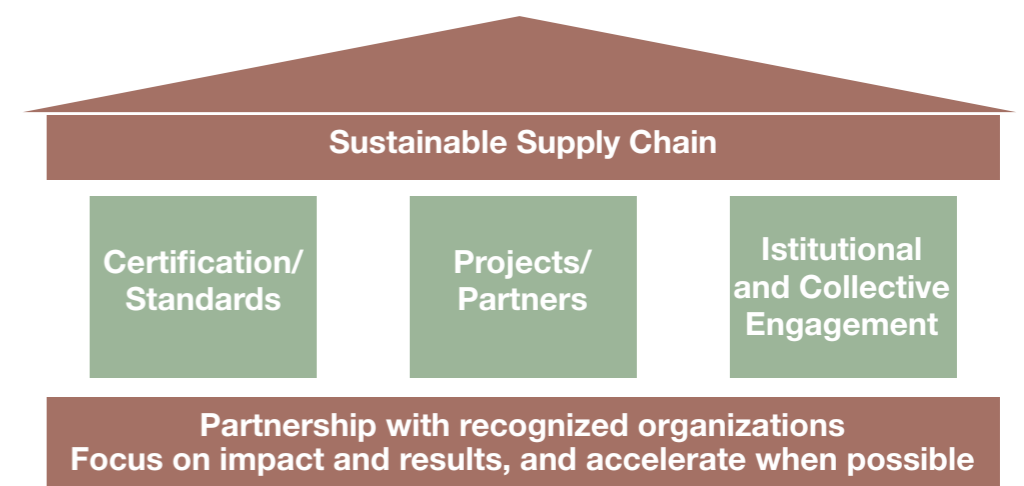 Sustainable Supply Chain
Certification/
Standards
Projects/
Partners
Istitutional
and Collective
Engagement
Partnership with recognized organizations
Focus on impact and results, and accelerate when possible